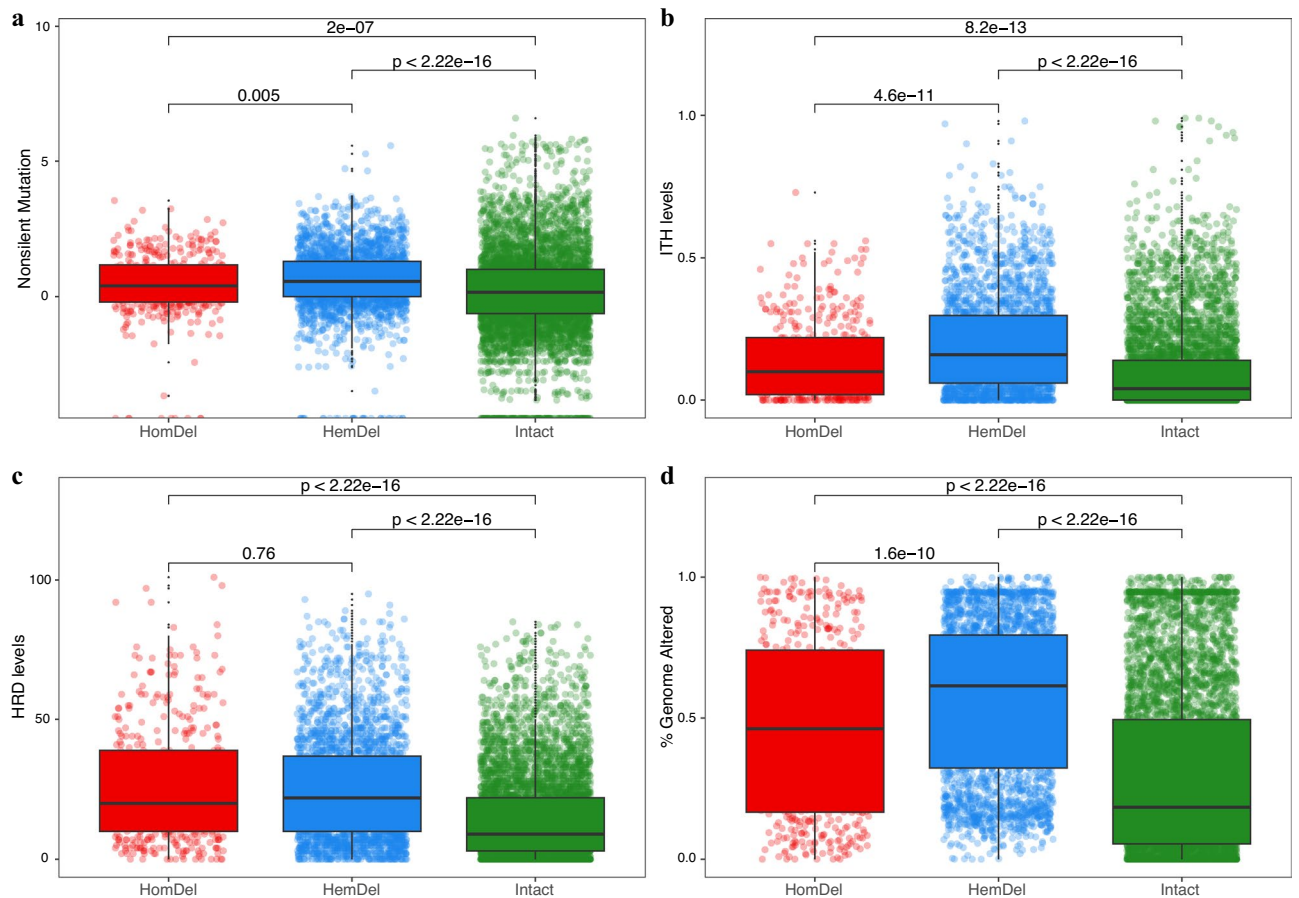 a
10
5
0
Nonsilent Mutation
2e−07
p < 2.22e−16
0.005
HomDel
HemDel
Intact
b
1.0
0.5
0.0
ITH levels
8.2e−13
p < 2.22e−16
4.6e−11
HomDel
HemDel
Intact
c
100
50
0
HRD levels
p < 2.22e−16
p < 2.22e−16
0.76
HomDel
HemDel
Intact
d
1.0
0.5
0.0
% Genome Altered
p < 2.22e−16
p < 2.22e−16
1.6e−10
HomDel
HemDel
Intact